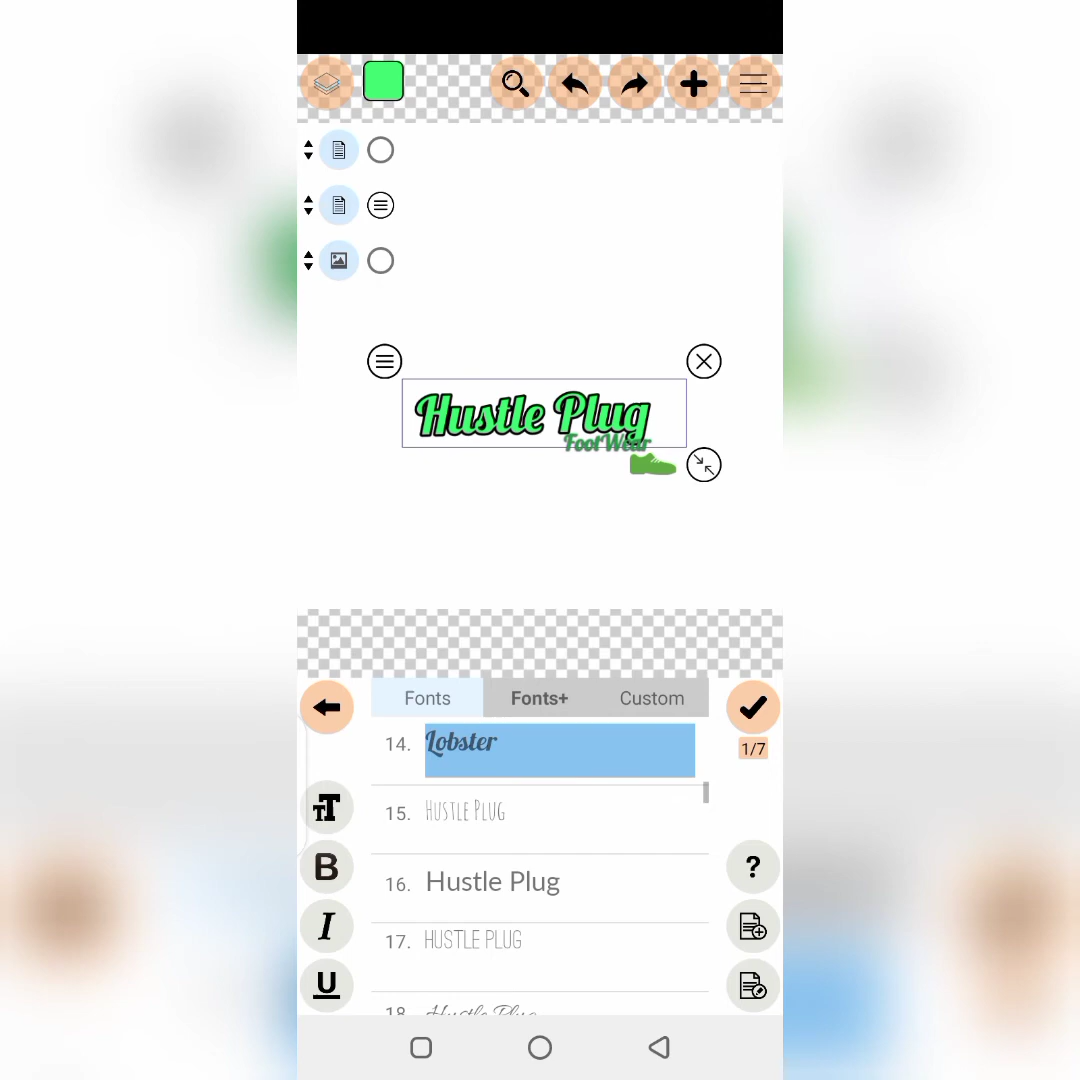 Hustle Plug
FootWear
Fonts
Fonts+
Custom
1/7
14. Lobster
15. HUSTLE PLUG
16. Hustle Plug
17. HUSTLE PLUG
18. Hustle Plug
TT
B
I
U
?